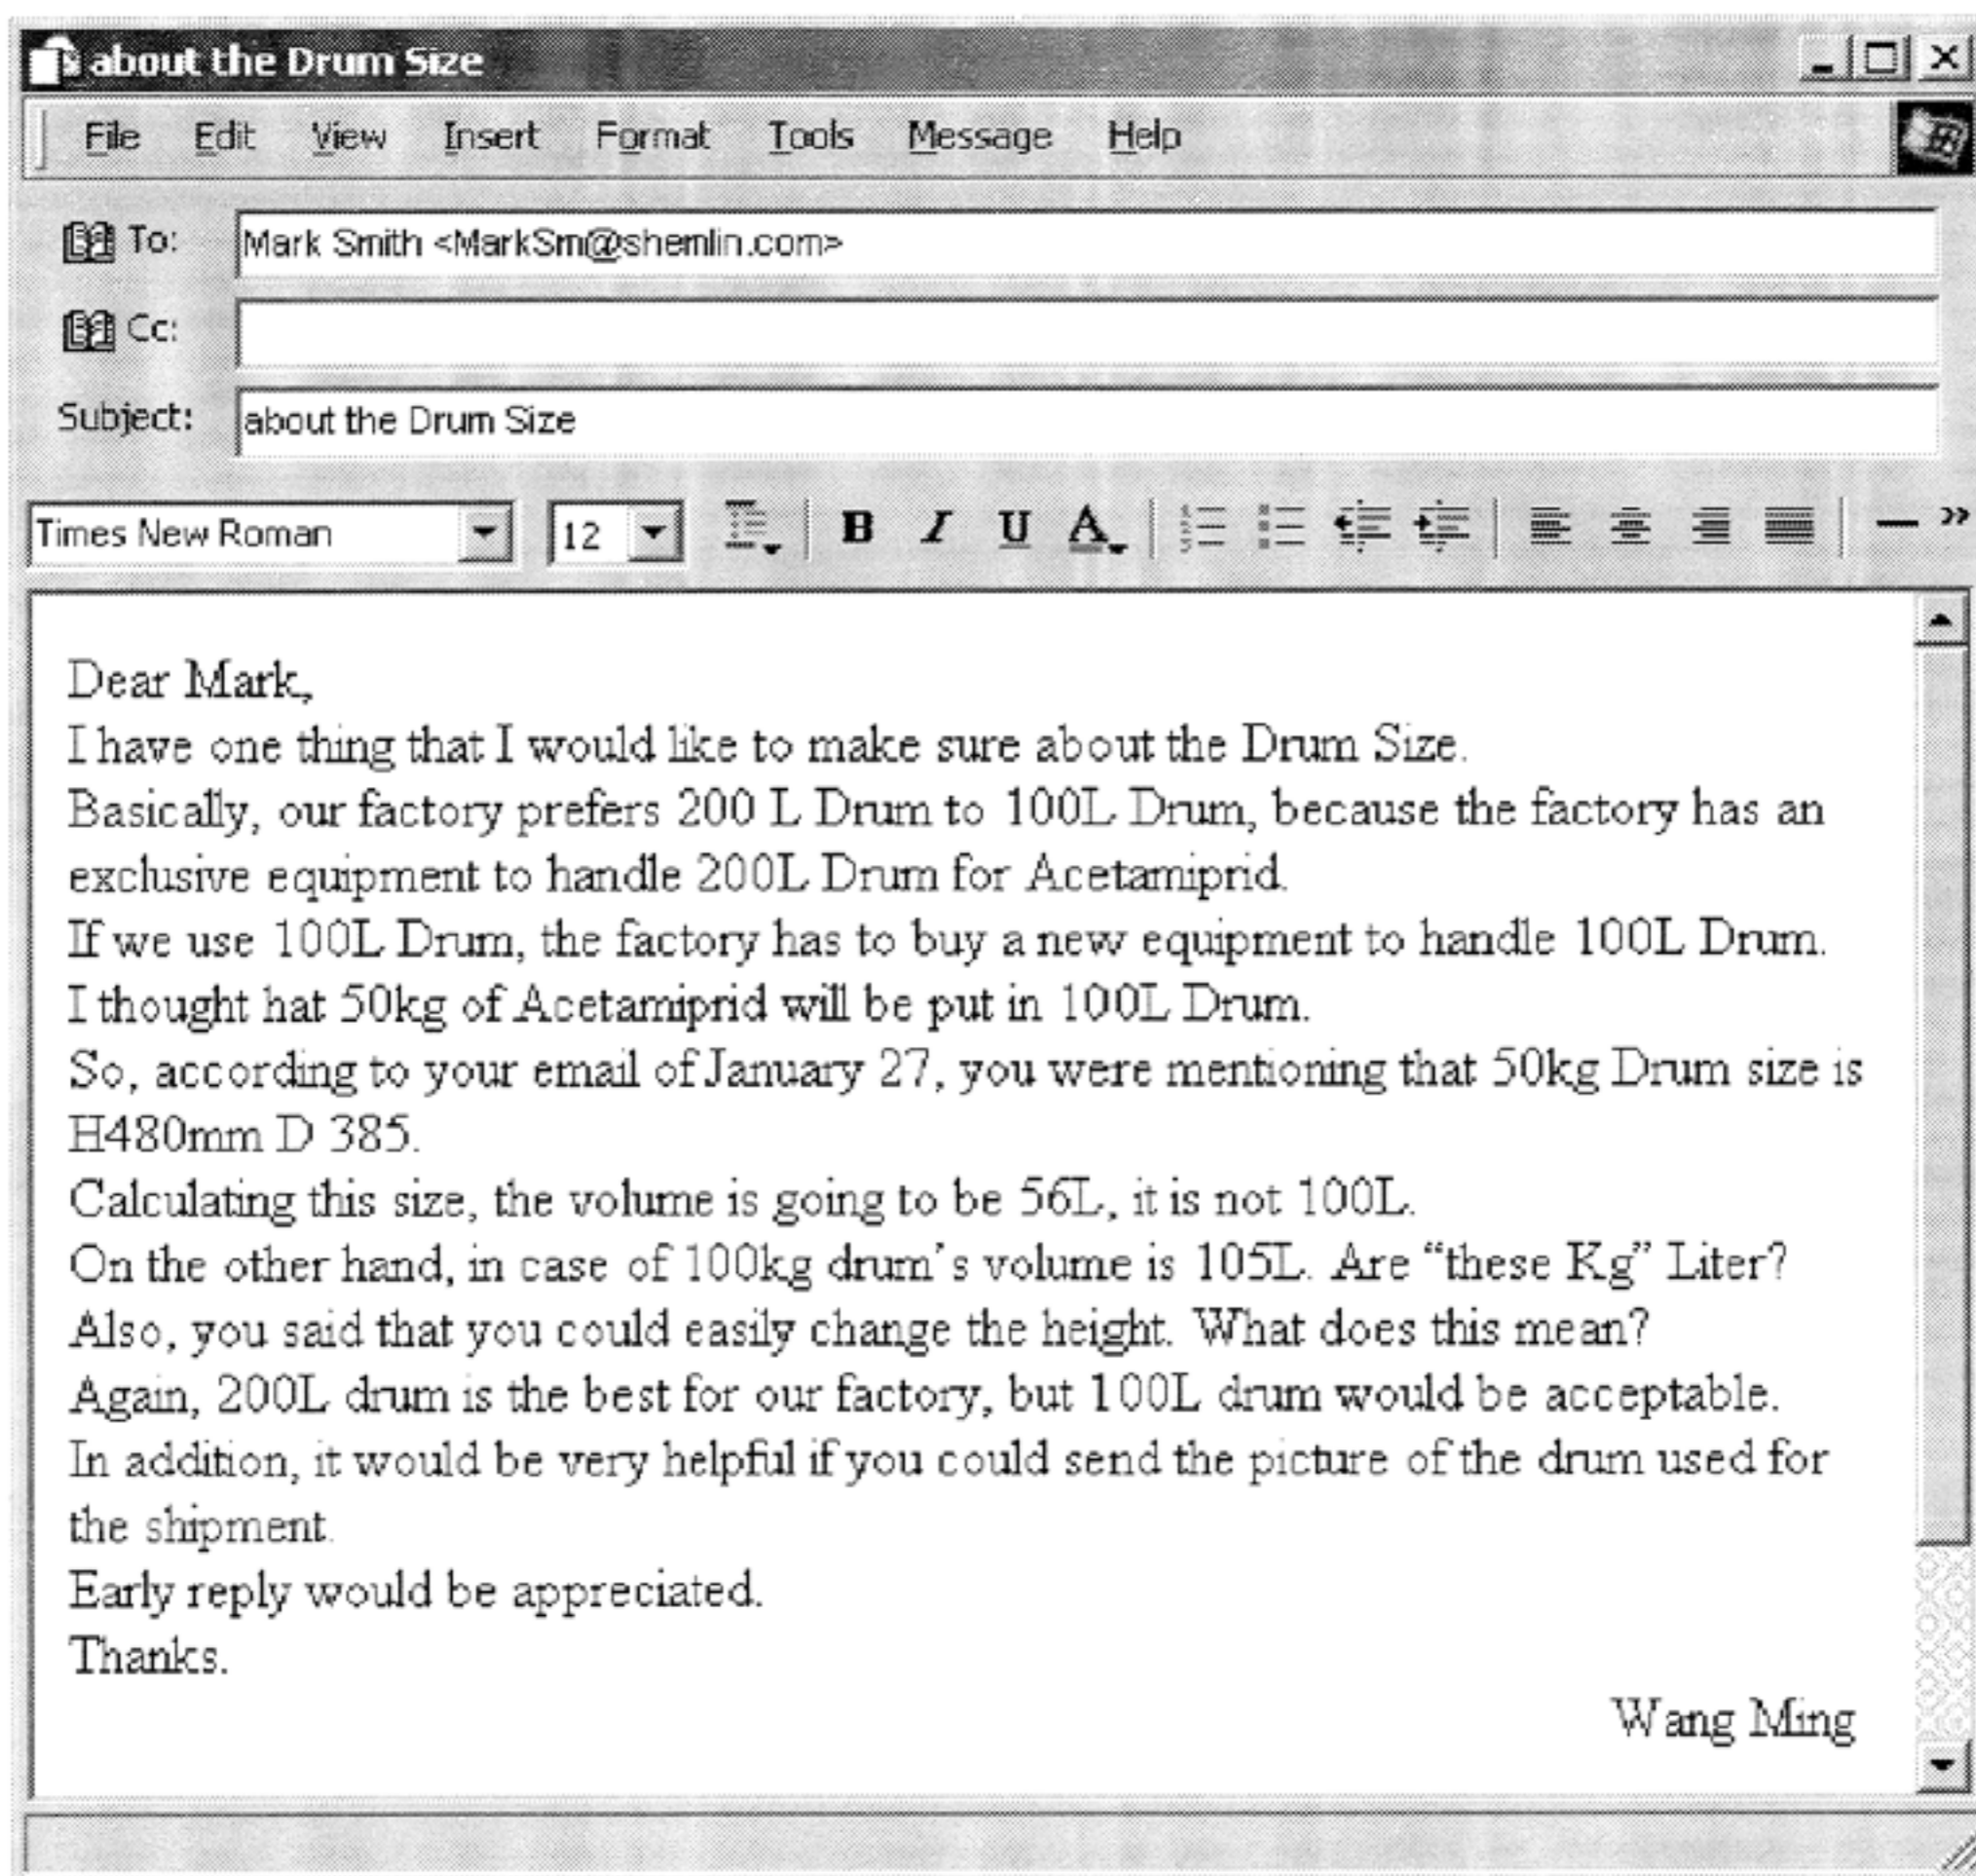 about the Drum Size
File Edit View Insert Format Tools Message Help
To: Mark Smith <MarkSm@shemlin.com>
Cc:
Subject: about the Drum Size
Times New Roman 12 B I U A
Dear Mark,
I have one thing that I would like to make sure about the Drum Size.
Basically, our factory prefers 200 L Drum to 100L Drum, because the factory has an
exclusive equipment to handle 200L Drum for Acetamiprid.
If we use 100L Drum, the factory has to buy a new equipment to handle 100L Drum.
I thought hat 50kg of Acetamiprid will be put in 100L Drum.
So, according to your email of January 27, you were mentioning that 50kg Drum size is
H480mm D 385.
Calculating this size, the volume is going to be 56L, it is not 100L.
On the other hand, in case of 100kg drum's volume is 105L. Are “these Kg” Liter?
Also, you said that you could easily change the height. What does this mean?
Again, 200L drum is the best for our factory, but 100L drum would be acceptable.
In addition, it would be very helpful if you could send the picture of the drum used for
the shipment.
Early reply would be appreciated.
Thanks.
Wang Ming